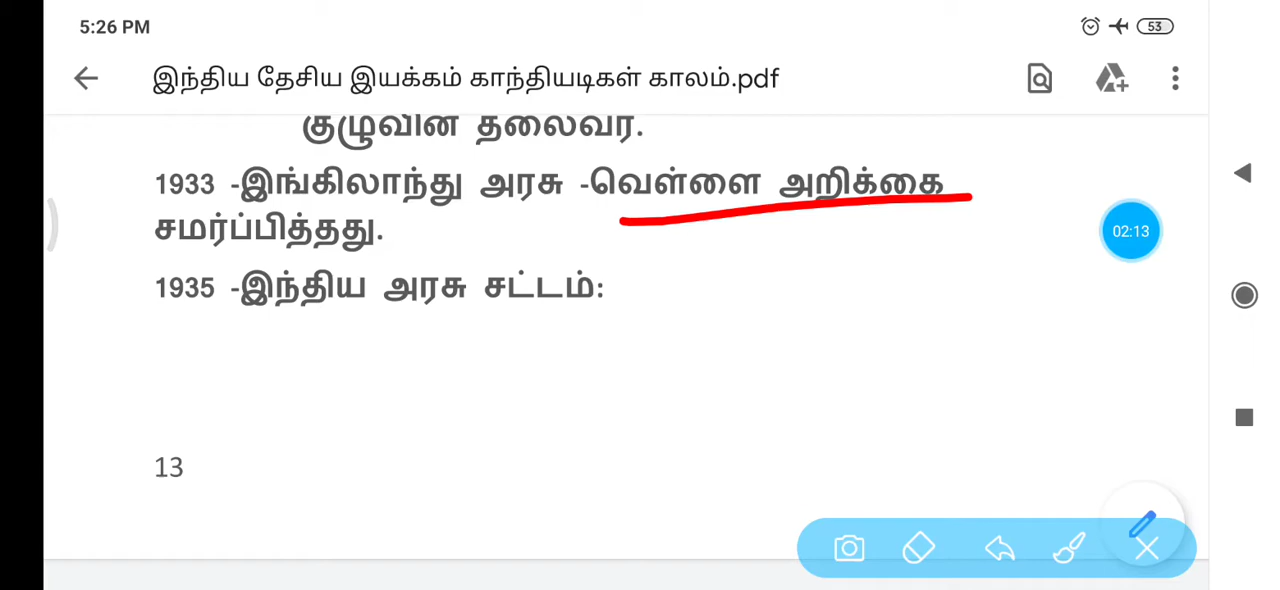 5:26 PM
53
இந்திய தேசிய இயக்கம் காந்தியடிகள் காலம்.pdf
குழுவின் தலைவர்.
1933 -இங்கிலாந்து அரசு -வெள்ளை அறிக்கை
சமர்ப்பித்தது.
02:13
1935 -இந்திய அரசு சட்டம்:
13